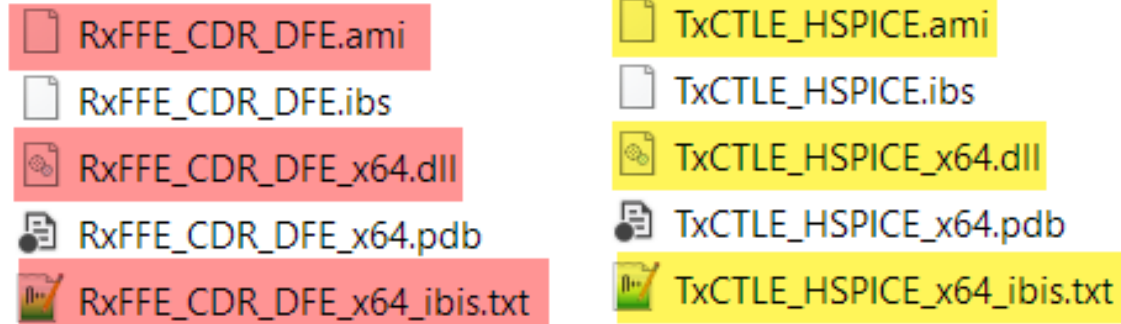 RxFFE_CDR_DFE.ami
RxFFE_CDR_DFE.ibs
RxFFE_CDR_DFE_x64.dll
RxFFE_CDR_DFE_x64.pdb
RxFFE_CDR_DFE_x64_ibis.txt
TxCTLE_HSPICE.ami
TxCTLE_HSPICE.ibs
TxCTLE_HSPICE_x64.dll
TxCTLE_HSPICE_x64.pdb
TxCTLE_HSPICE_x64_ibis.txt